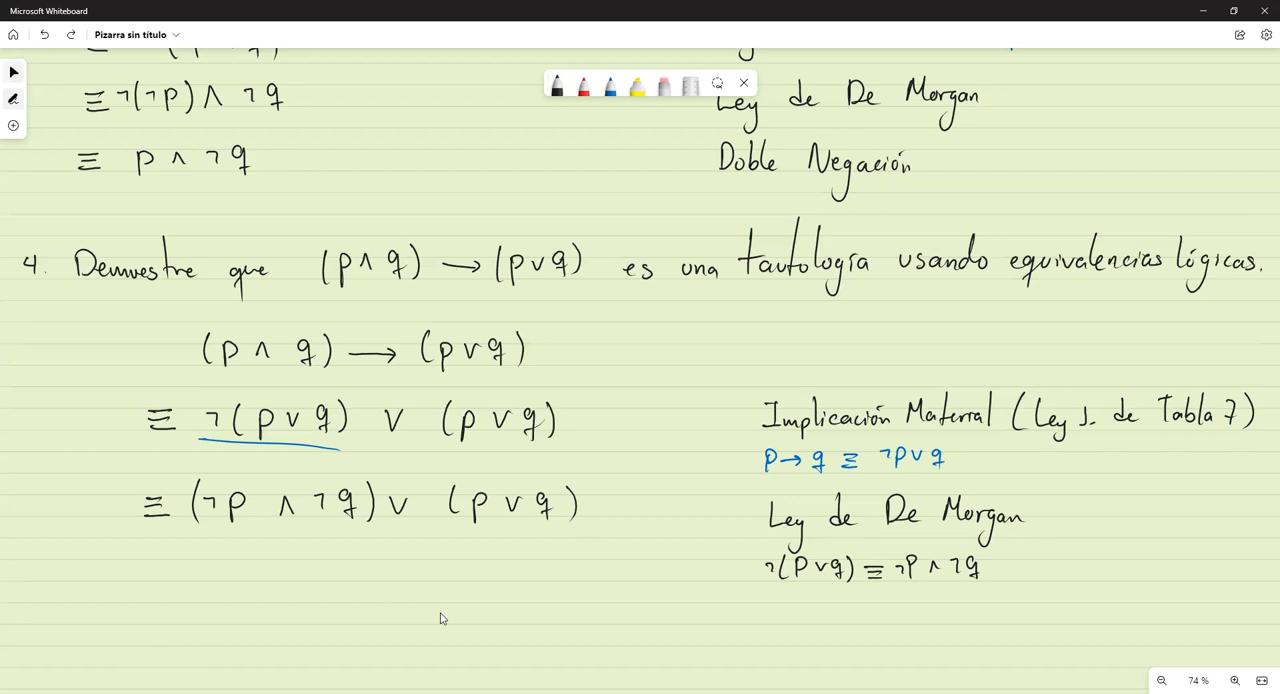 Microsoft Whiteboard
Pizarra sin título
≡ ¬(¬p) ∧ ¬q
Ley de De Morgan
≡ p ∧ ¬q
Doble Negación
4. Demuestre que (p ∧ q) → (p ∨ q) es una tautología usando equivalencias lógicas.
(p ∧ q) → (p ∨ q)
≡ ¬(p ∨ q) ∨ (p ∨ q)
Implicación Material (Ley 1 de Tabla 7)
p → q ≡ ¬p ∨ q
≡ (¬p ∧ ¬q) ∨ (p ∨ q)
Ley de De Morgan
¬(p ∨ q) ≡ ¬p ∧ ¬q
74 %